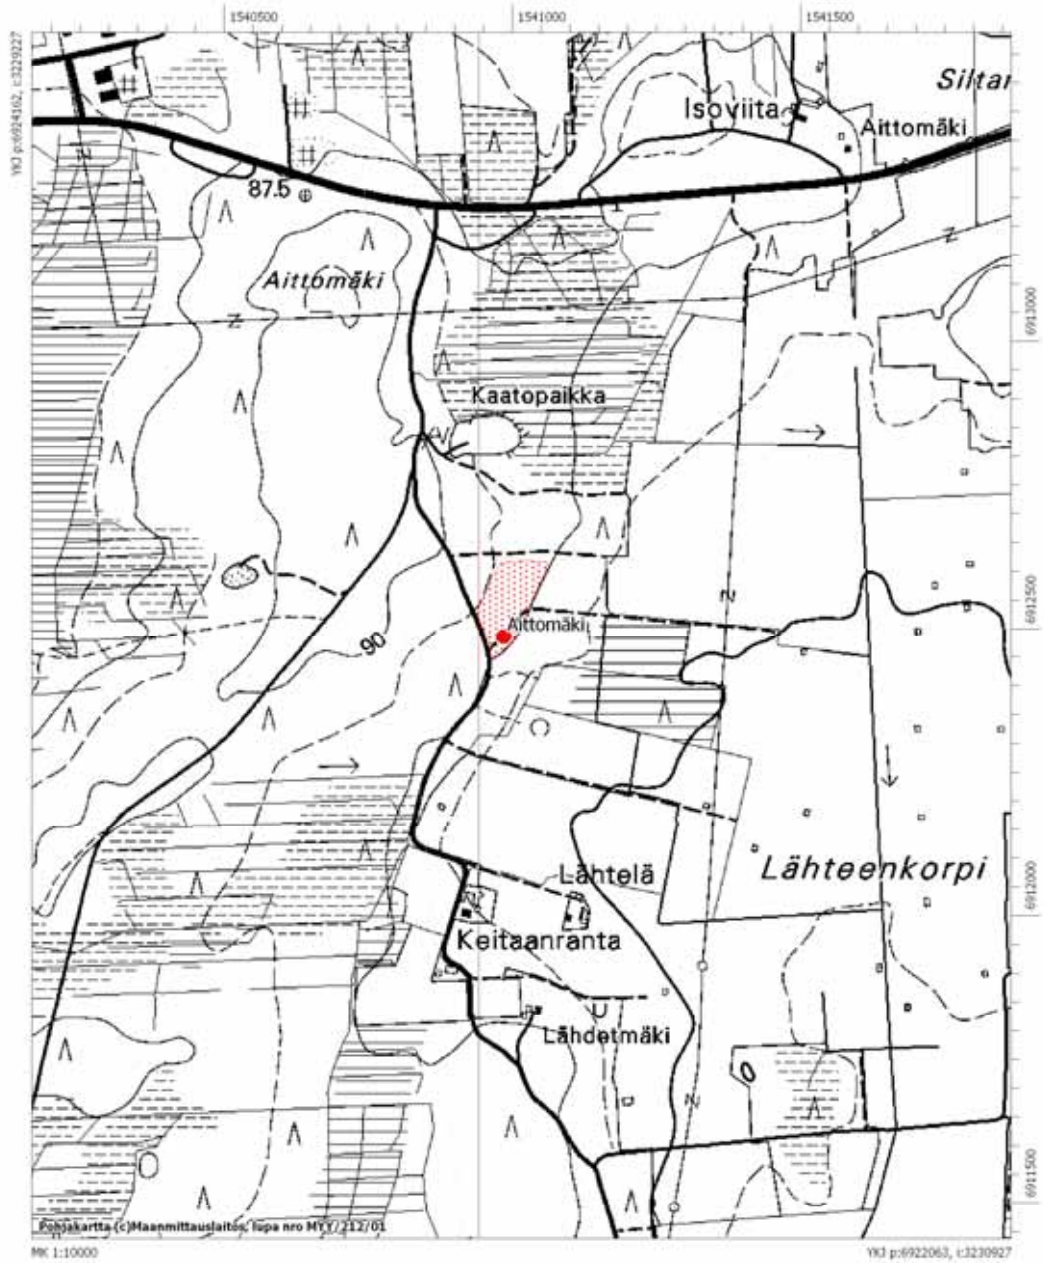 1540500
1541000
1541500
YKJ p:6924162, i:3229227
Siltar
Isoviita
Aittomäki
87.5
Aittomäki
6913000
Kaatopaikka
6912500
Aittomäki
90
Lähteenkorpi
Lähtelä
6912000
Keitaanranta
Lähdetmäki
6911500
Pohjakartta (c)Maanmittauslaitos, lupa nro MYY/212/01
MK 1:10000
YKJ p:6922063, i:3230927